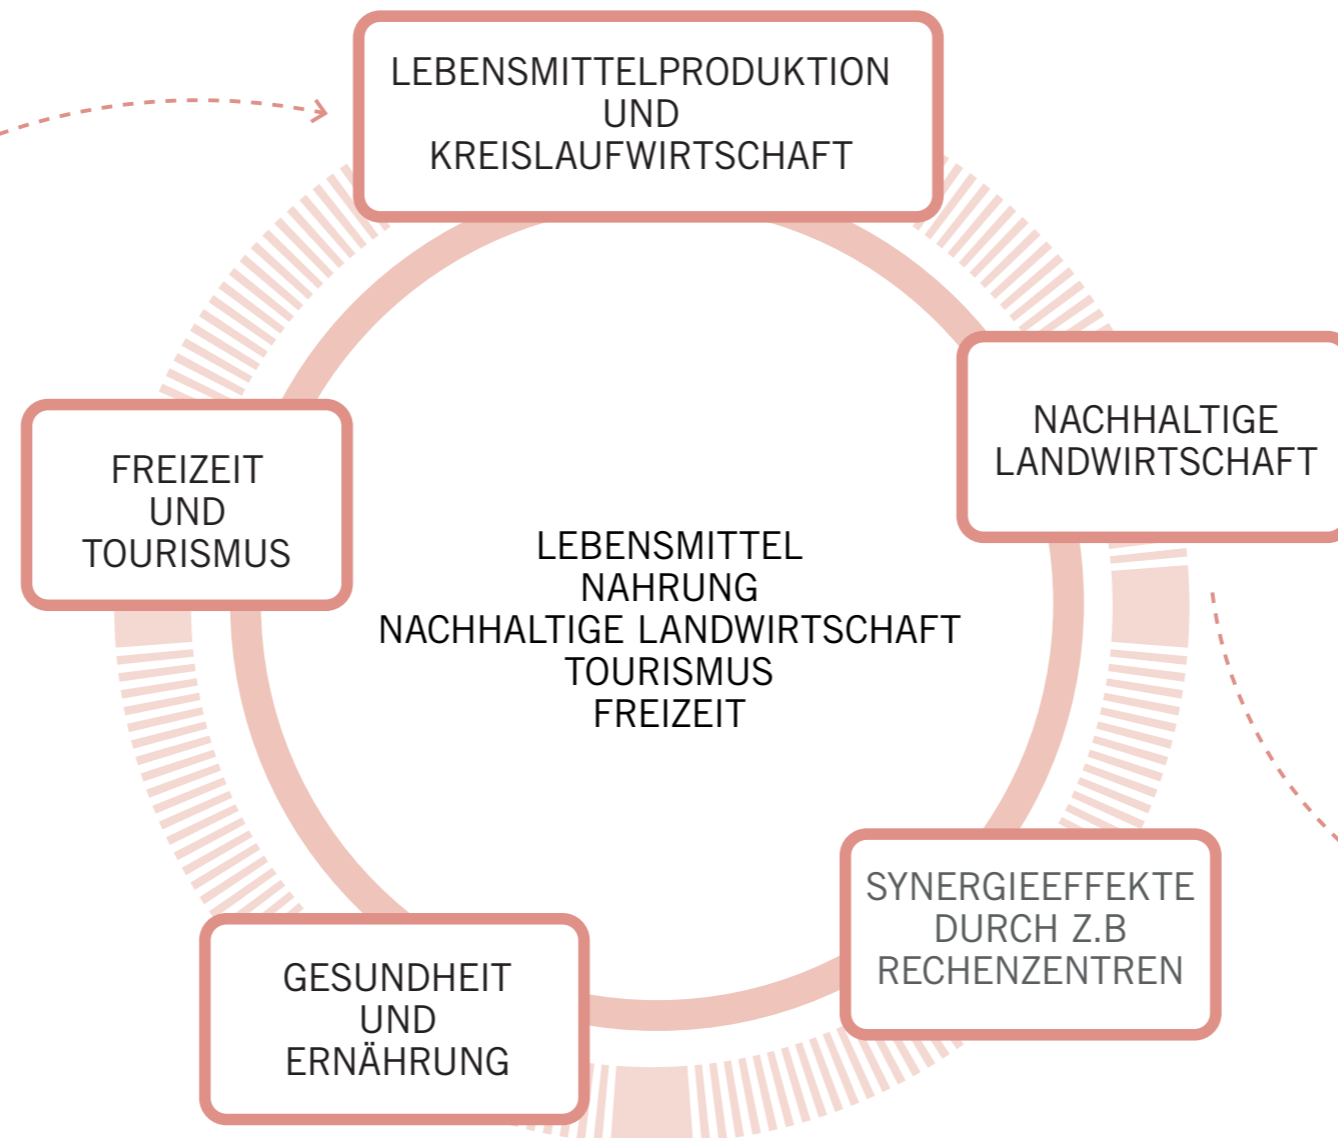 LEBENSMITTELPRODUKTION
UND
KREISLAUFWIRTSCHAFT
NACHHALTIGE
LANDWIRTSCHAFT
FREIZEIT
UND
TOURISMUS
LEBENSMITTEL
NAHRUNG
NACHHALTIGE LANDWIRTSCHAFT
TOURISMUS
FREIZEIT
SYNERGIEEFFEKTE
DURCH Z.B
RECHENZENTREN
GESUNDHEIT
UND
ERNÄHRUNG